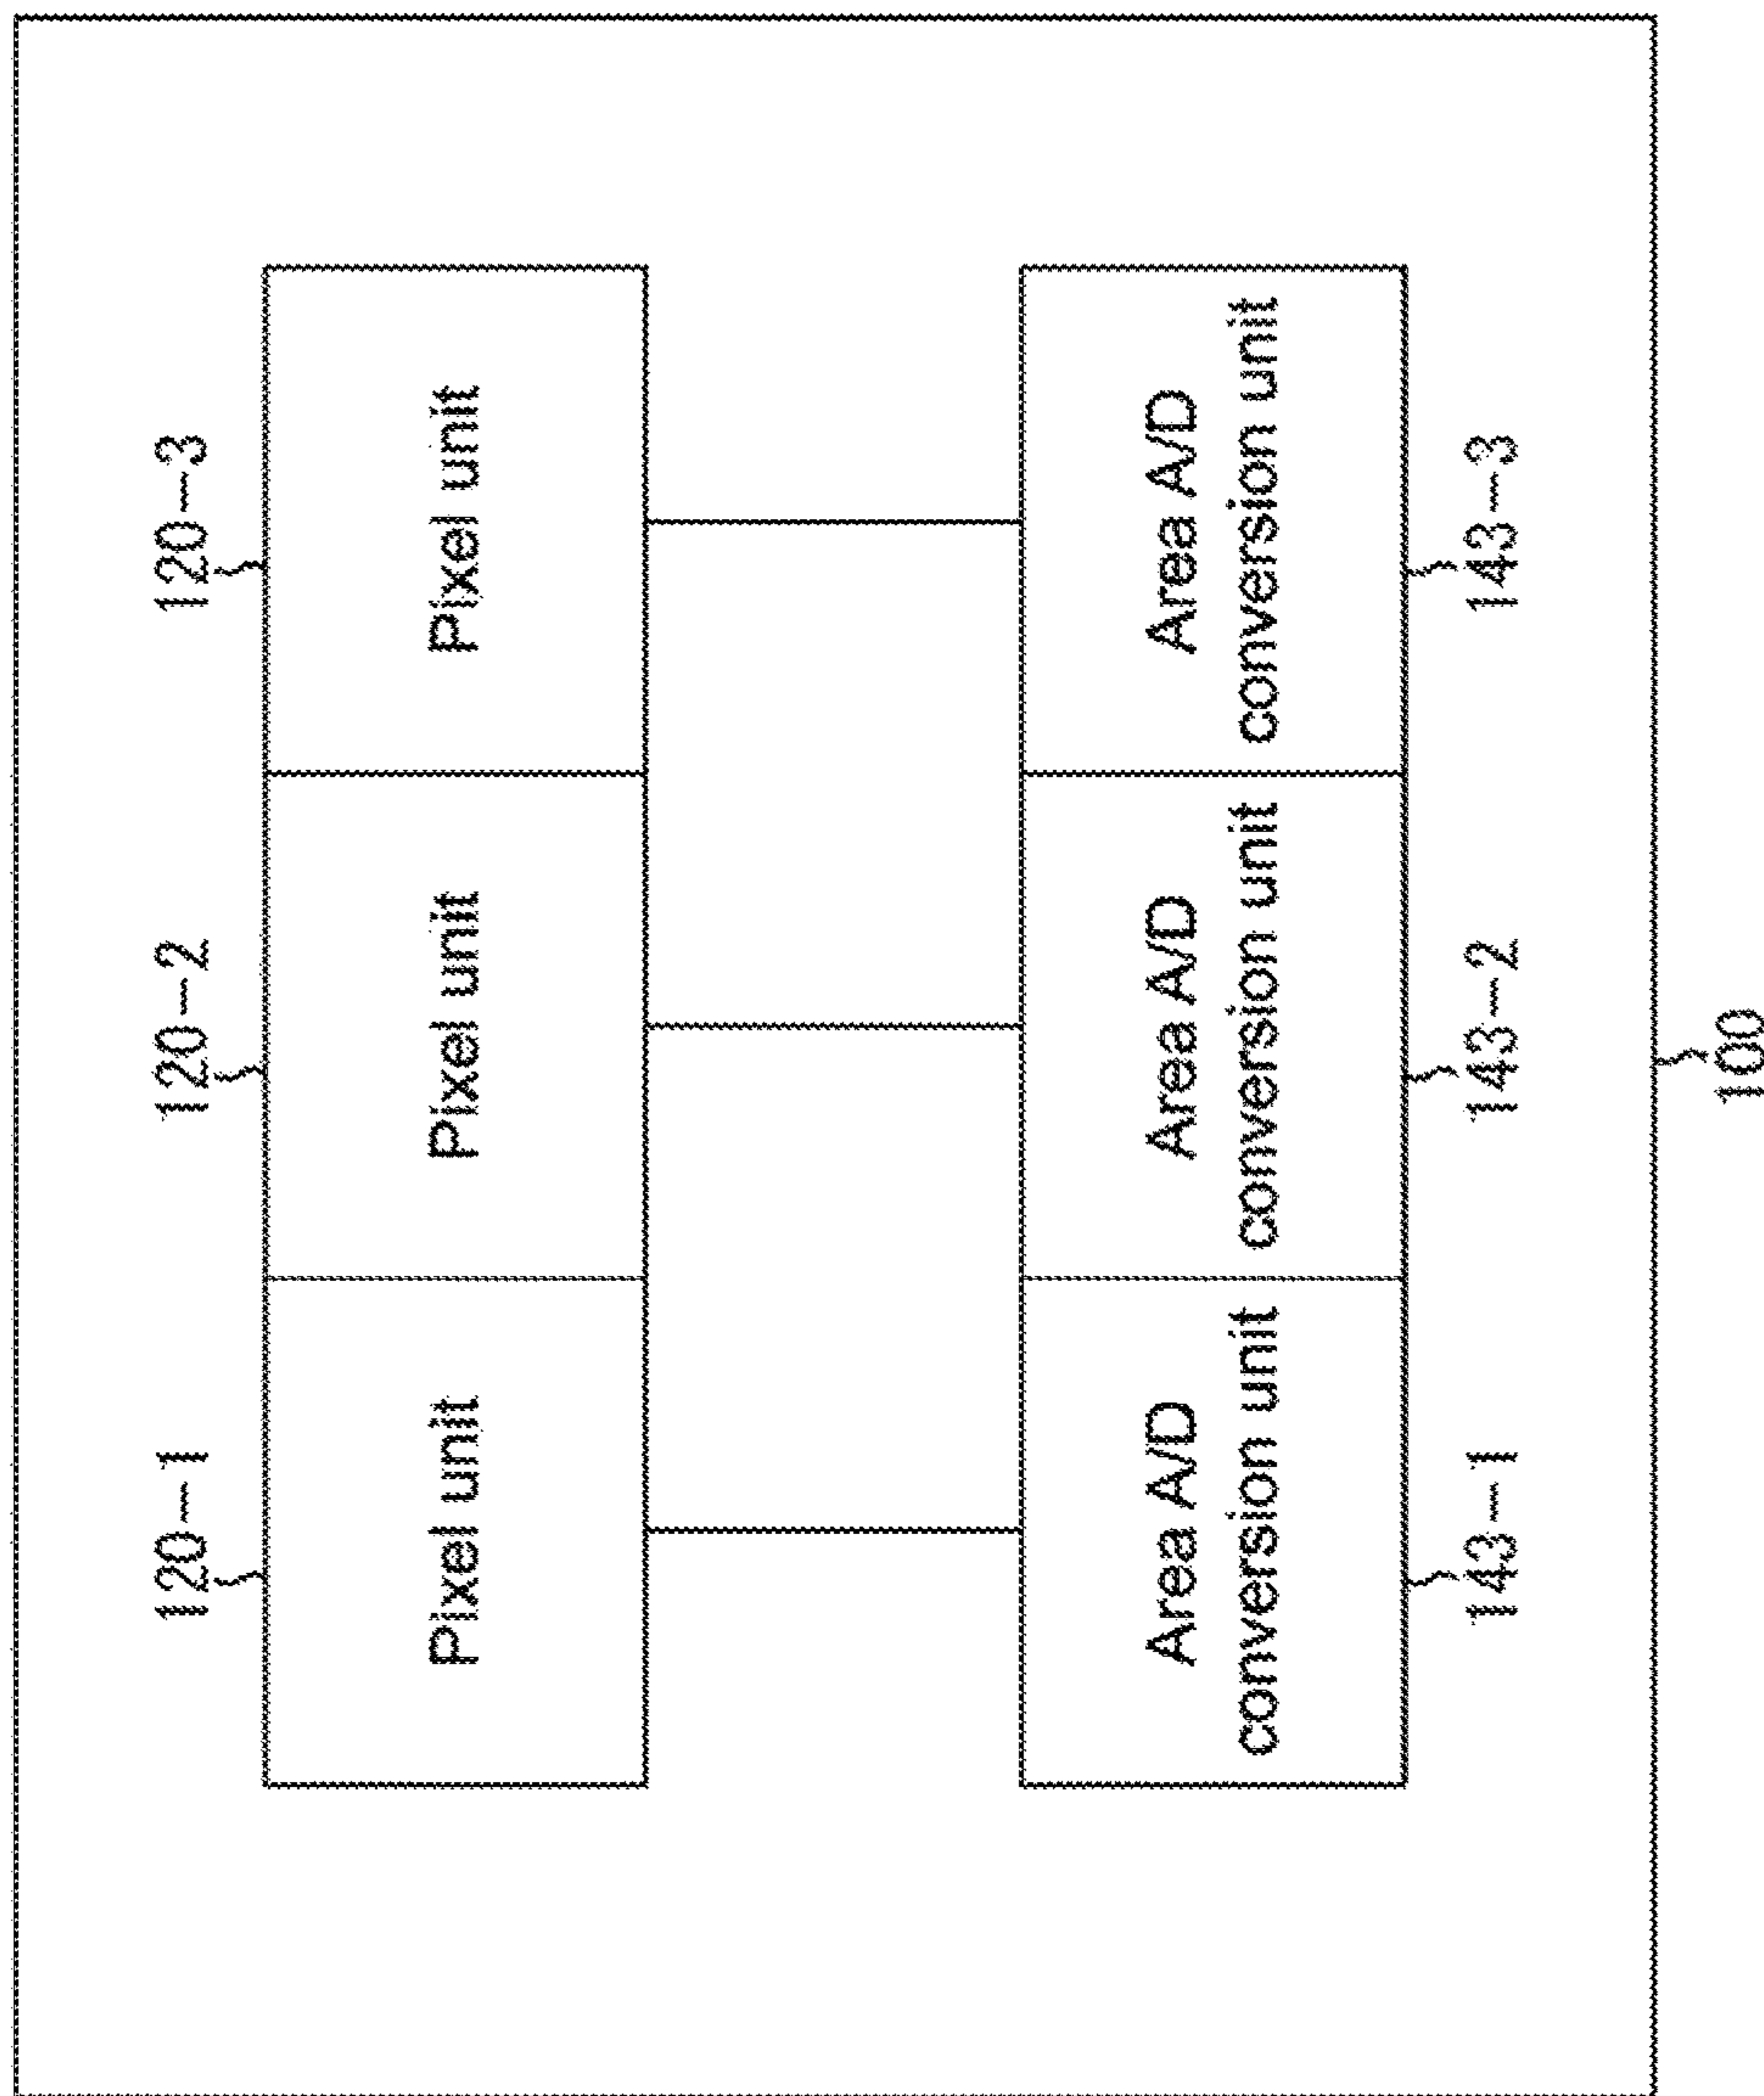 120-1
120-2
120-3
Pixel unit
Pixel unit
Pixel unit
Area A/D
conversion unit
Area A/D
conversion unit
Area A/D
conversion unit
143-1
143-2
143-3
100